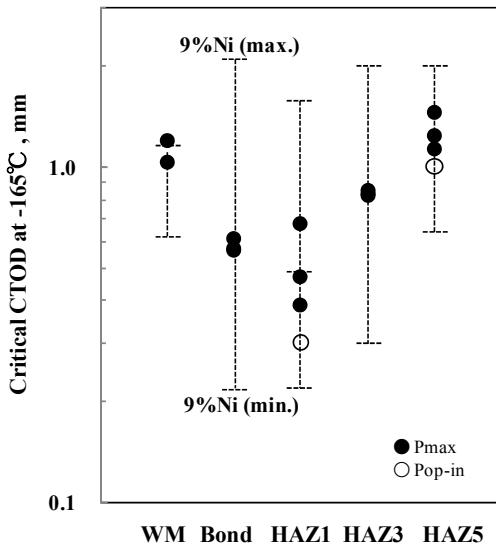 9%Ni (max.)
Critical CTOD at -165℃ , mm
1.0
9%Ni (min.)
Pmax
Pop-in
0.1
WM Bond HAZ1 HAZ3 HAZ5